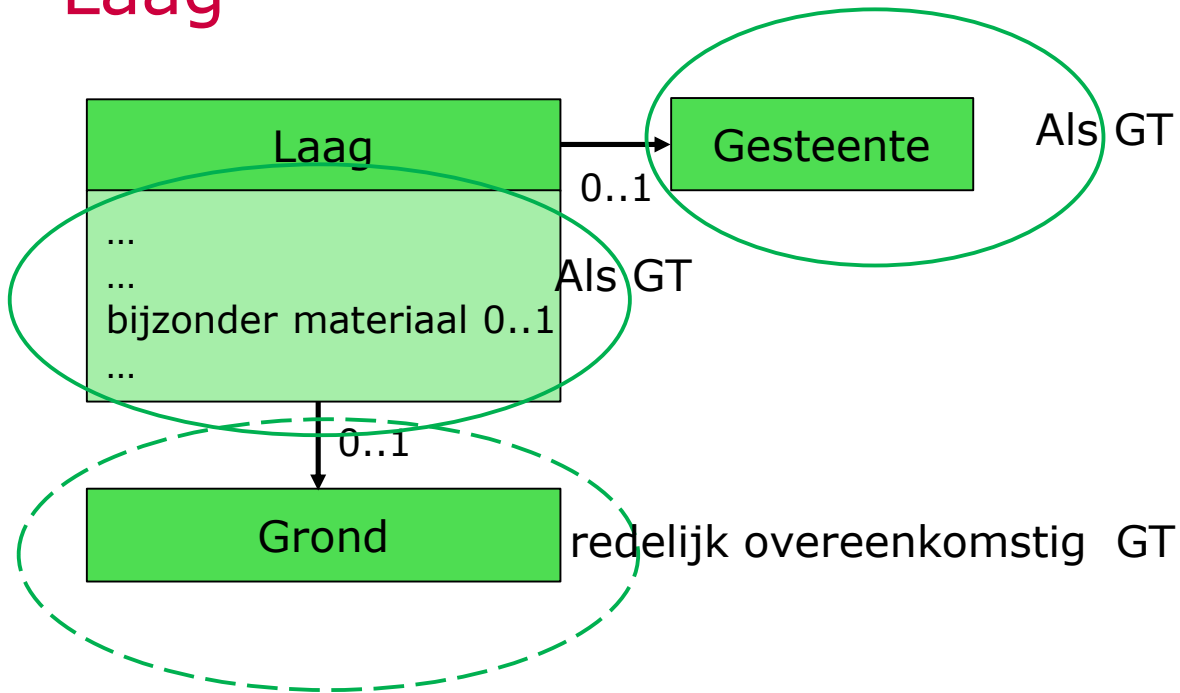 Laag
Laag
Gesteente
Als GT
0..1
...
...
Als GT
bijzonder materiaal 0..1
...
0..1
Grond
redelijk overeenkomstig GT